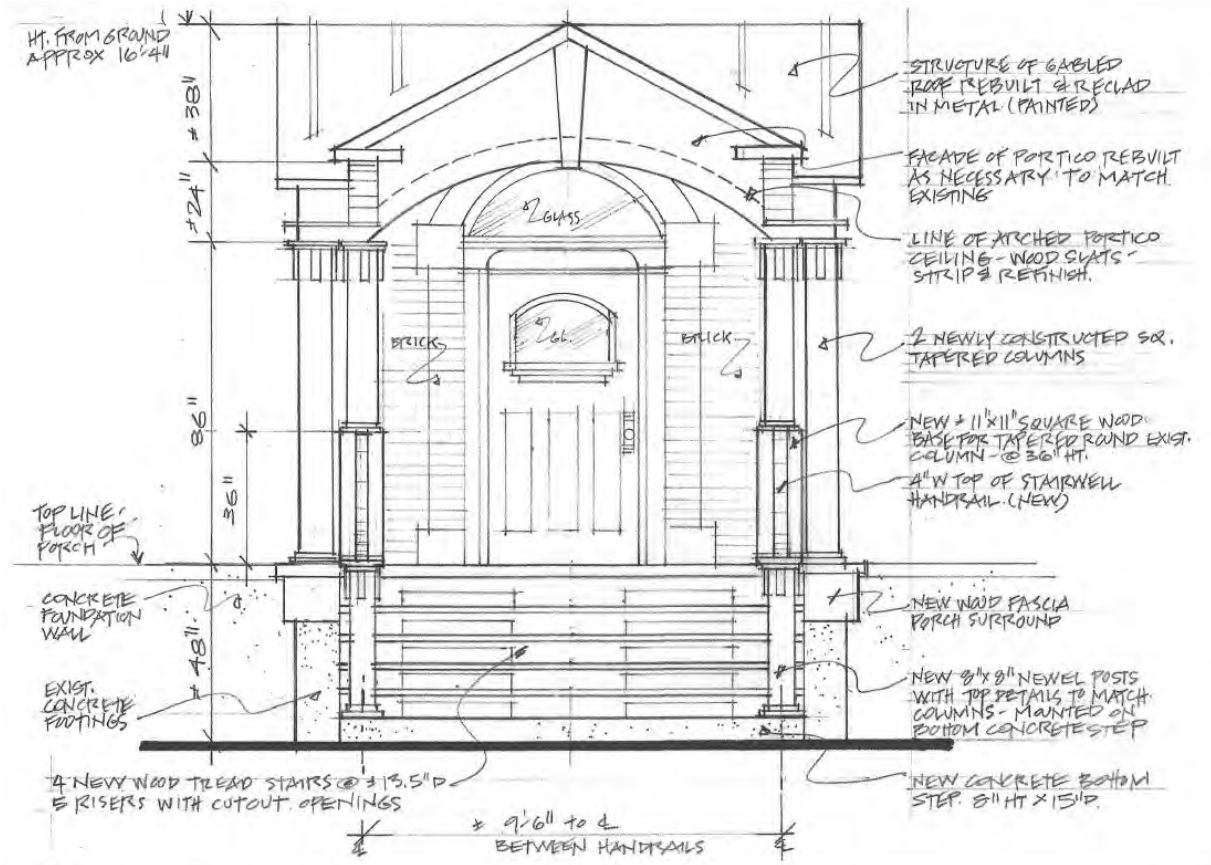 HT. FROM GROUND
APPROX 16'-4"
± 38"
±24"
86"
36"
± 48"
TOP LINE -
FLOOR OF
PORCH
CONCRETE
FOUNDATION
WALL
EXIST.
CONCRETE
FOOTINGS
4 NEW WOOD TREAD STAIRS @ ± 13.5" D -
5 RISERS WITH CUTOUT OPENINGS
GLASS
GL.
BRICK
BRICK
STRUCTURE OF GABLED
ROOF REBUILT & RECLAD
IN METAL (PAINTED)
FACADE OF PORTICO REBUILT
AS NECESSARY TO MATCH
EXISTING
LINE OF ARCHED PORTICO
CEILING - WOOD SLATS -
STRIP & REFINISH.
2 NEWLY CONSTRUCTED SQ.
TAPERED COLUMNS
NEW ± 11"X11" SQUARE WOOD
BASE FOR TAPERED ROUND EXIST.
COLUMN - @ 36" HT.
4" W TOP OF STAIRWELL
HANDRAIL. (NEW)
NEW WOOD FASCIA
PORCH SURROUND
NEW 8"X 8" NEWEL POSTS
WITH TOP DETAILS TO MATCH
COLUMNS - MOUNTED ON
BOTTOM CONCRETE STEP
NEW CONCRETE BOTTOM
STEP. 8" HT X 15" D.
± 9'-6" TO ℄
BETWEEN HANDRAILS
℄
℄